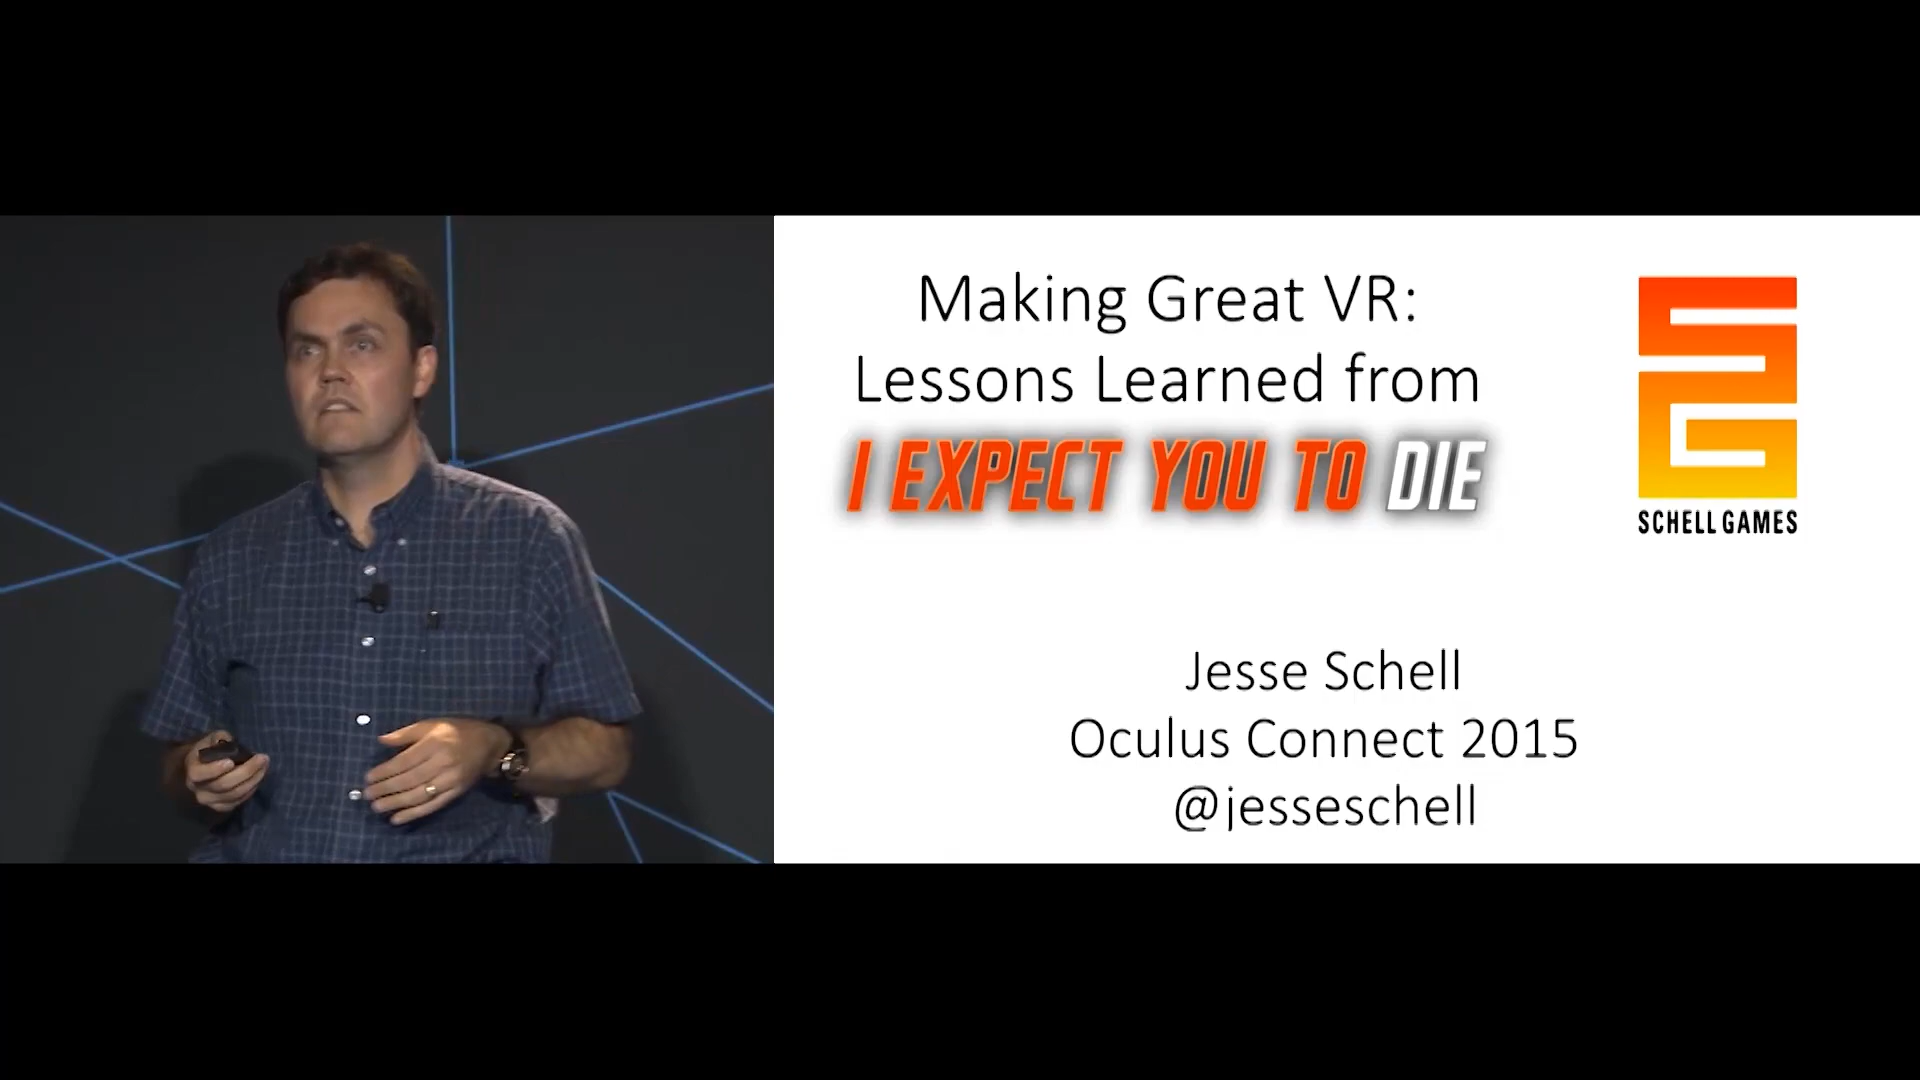 Making Great VR:
Lessons Learned from
I EXPECT YOU TO DIE
SCHELL GAMES
Jesse Schell
Oculus Connect 2015
@jesseschell